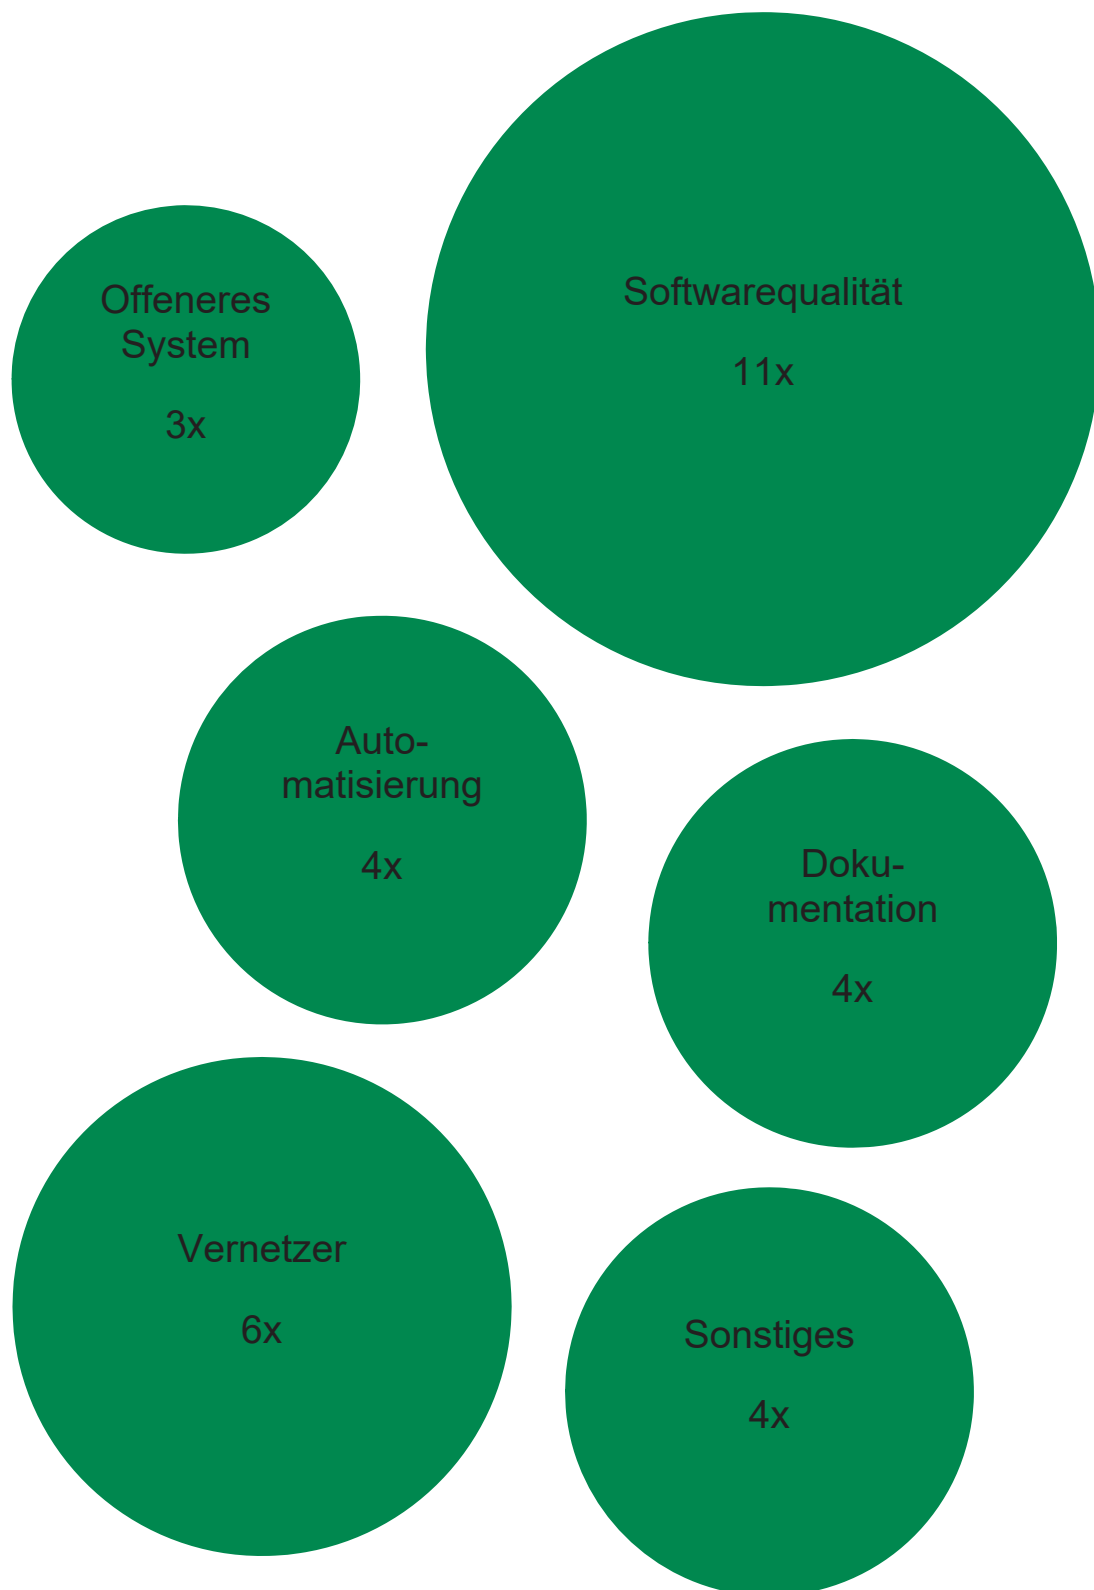 Offeneres
System
3x
Softwarequalität
11x
Auto-
matisierung
4x
Doku-
mentation
4x
Vernetzer
6x
Sonstiges
4x